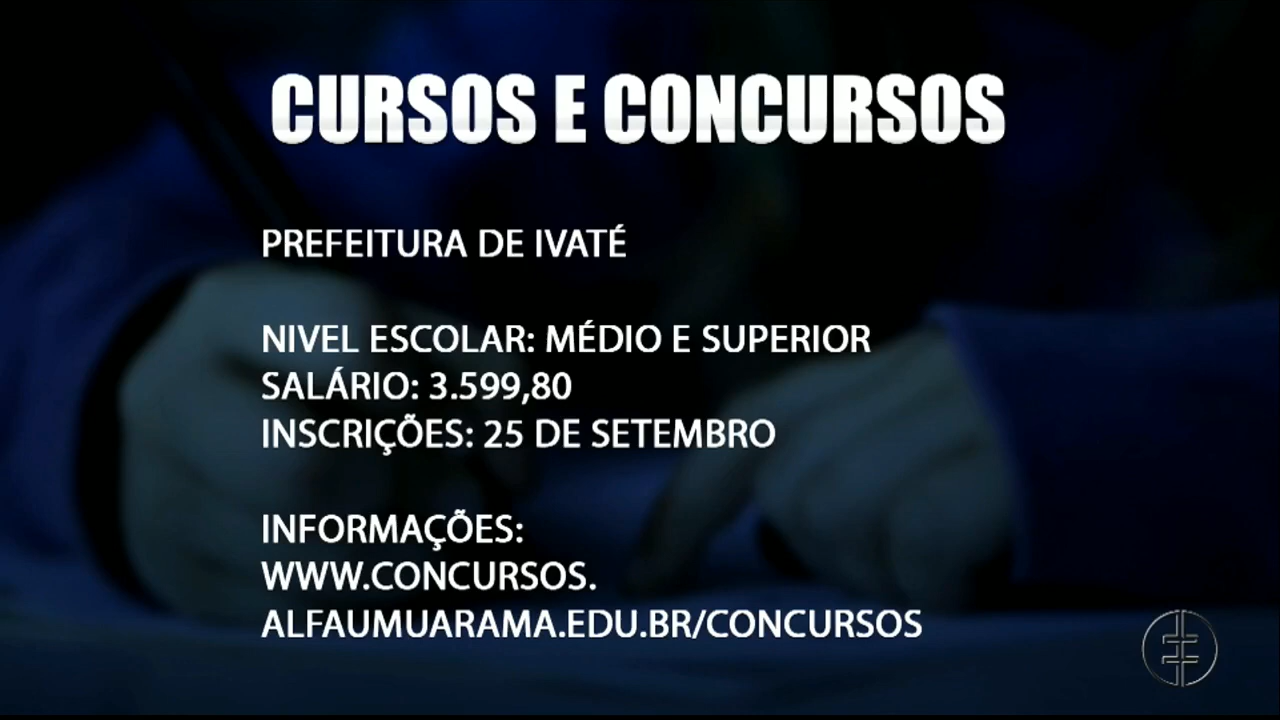 CURSOS E CONCURSOS
PREFEITURA DE IVATÉ
NIVEL ESCOLAR: MÉDIO E SUPERIOR
SALÁRIO: 3.599,80
INSCRIÇÕES: 25 DE SETEMBRO
INFORMAÇÕES:
WWW.CONCURSOS.
ALFAUMUARAMA.EDU.BR/CONCURSOS